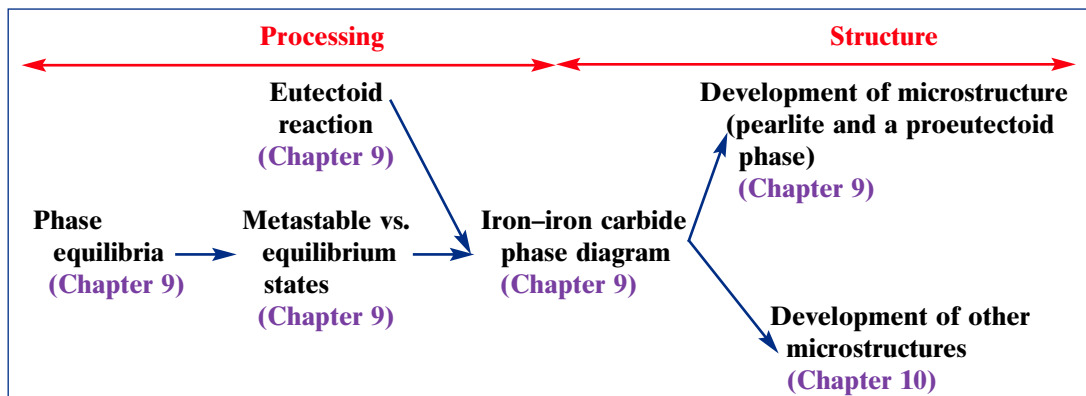 Processing
Structure
Eutectoid
reaction
(Chapter 9)
Development of microstructure
(pearlite and a proeutectoid
phase)
(Chapter 9)
Phase
equilibria
(Chapter 9)
Metastable vs.
equilibrium
states
(Chapter 9)
Iron–iron carbide
phase diagram
(Chapter 9)
Development of other
microstructures
(Chapter 10)